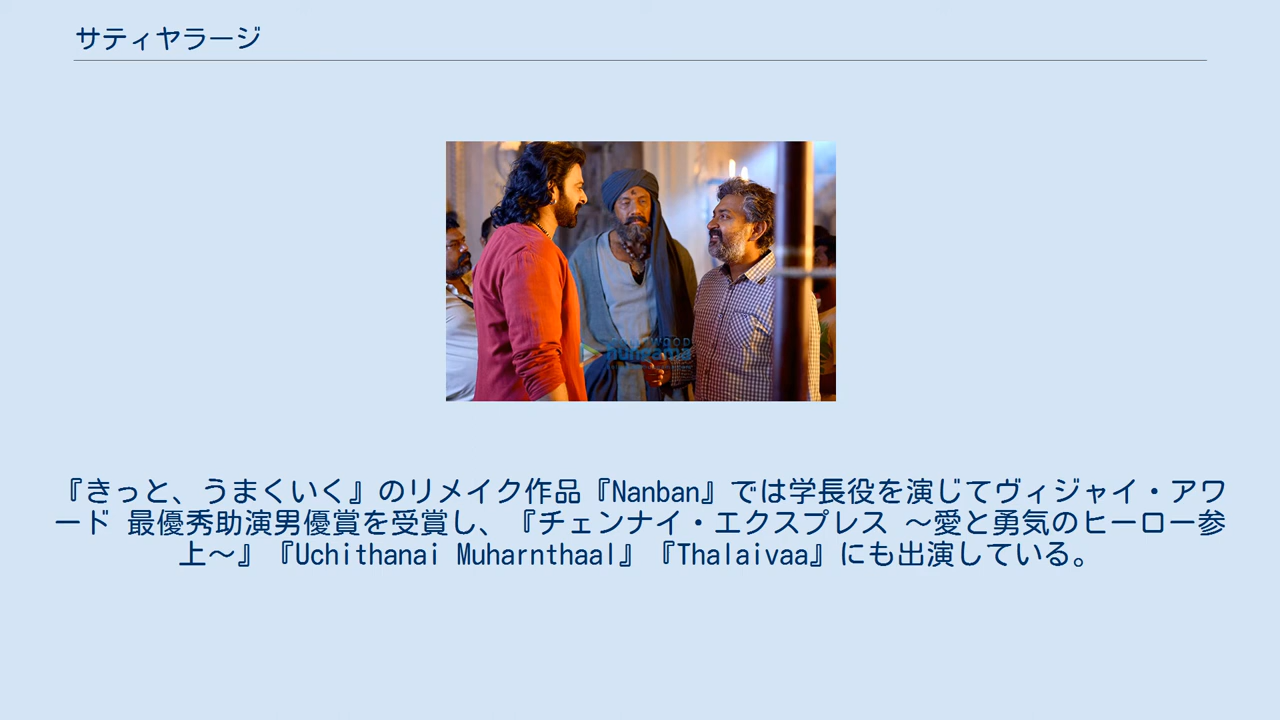 サティヤラージ
BOLLYWOOD
hungama
『きっと、うまくいく』のリメイク作品『Nanban』では学長役を演じてヴィジャイ・アワ
ード 最優秀助演男優賞を受賞し、『チェンナイ・エクスプレス ～愛と勇気のヒーロー参
上～』『Uchithanai Muharnthaal』『Thalaivaa』にも出演している。